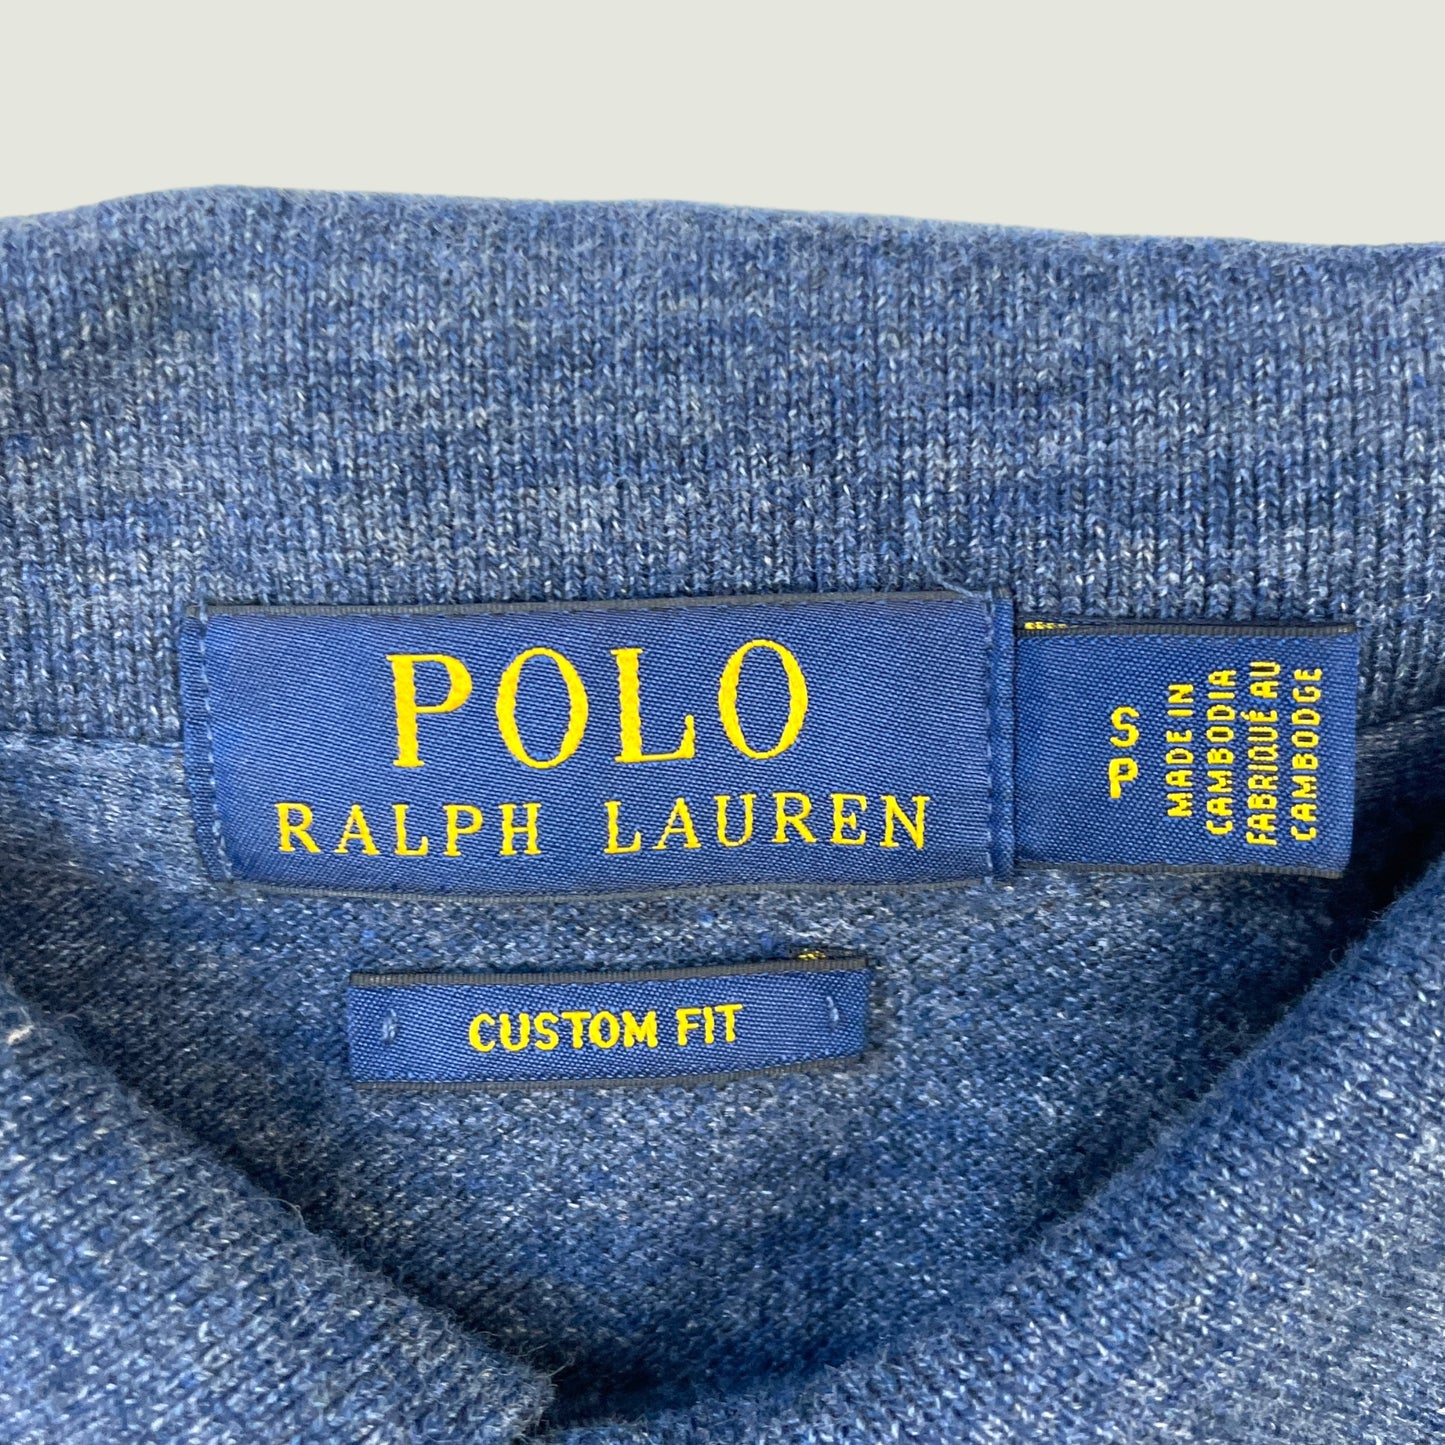 POLO
RALPH LAUREN
S
P
MADE IN
CAMBODIA
FABRIQUÉ AU
CAMBODGE
CUSTOM FIT